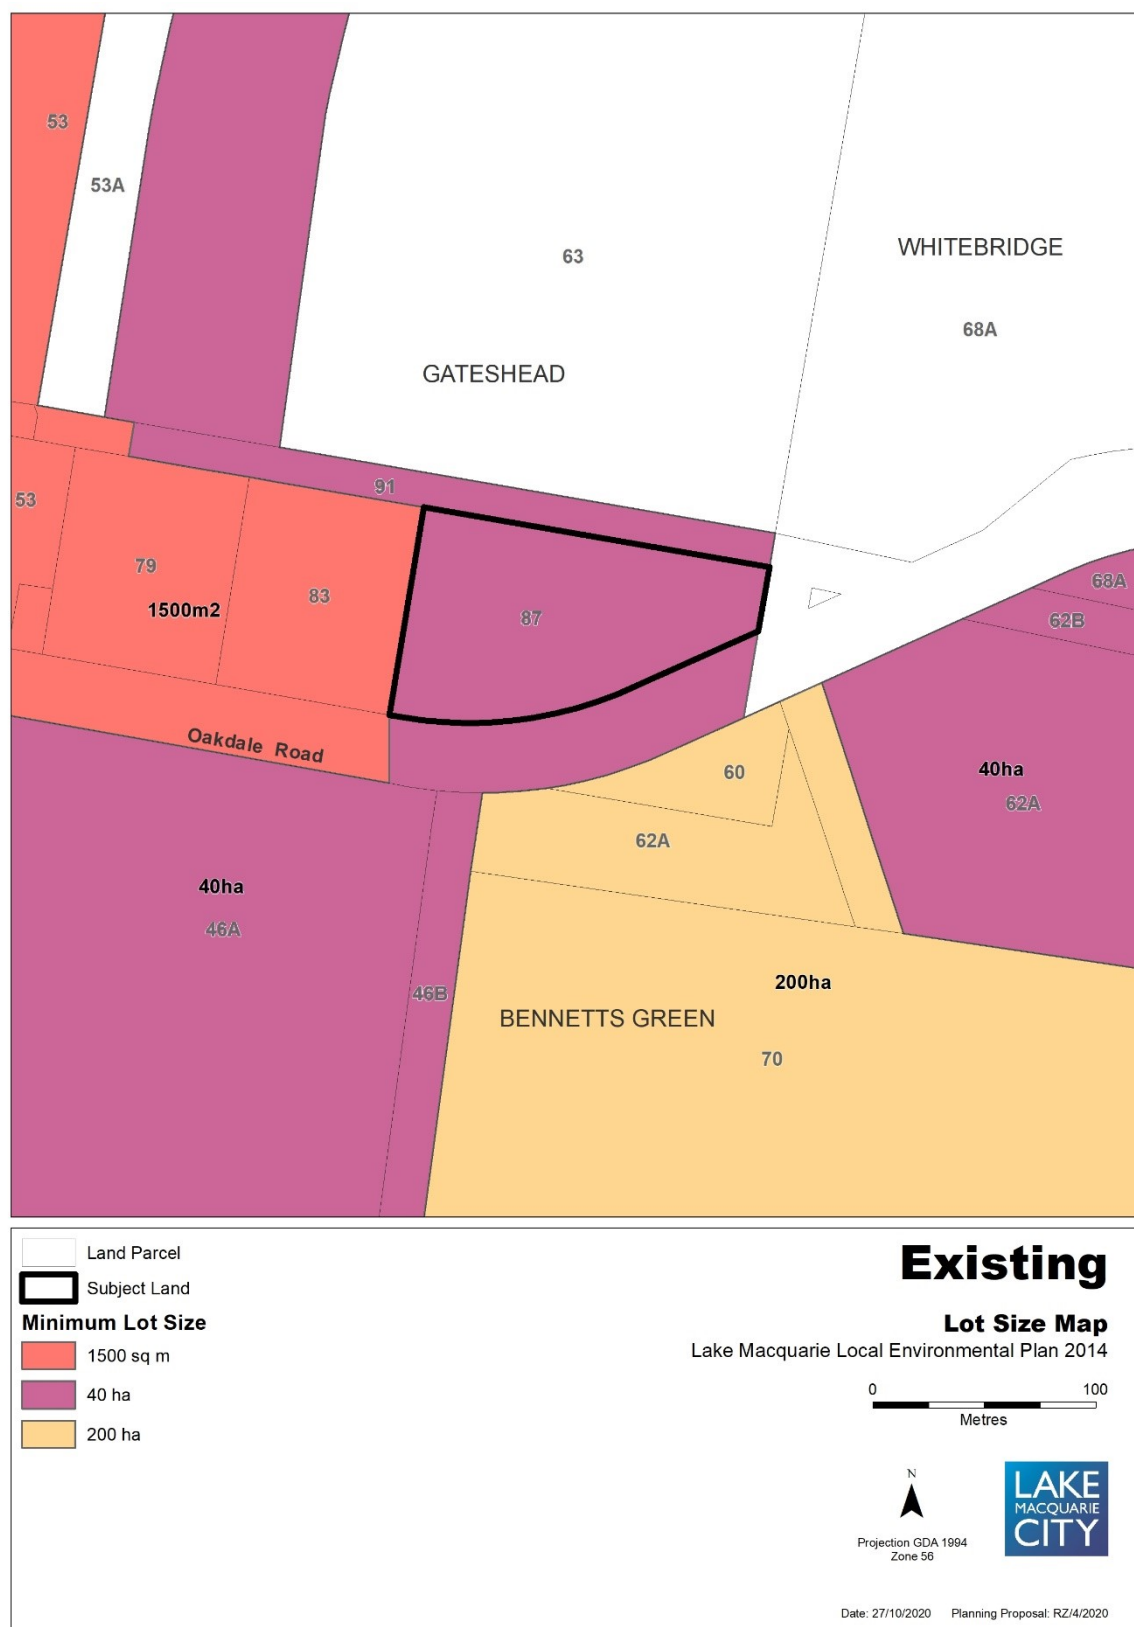 53
53A
63
WHITEBRIDGE
68A
GATESHEAD
91
53
79
83
1500m2
87
68A
62B
Oakdale Road
60
40ha
62A
62A
40ha
46A
200ha
46B
BENNETTS GREEN
70
Land Parcel
Subject Land
Minimum Lot Size
1500 sq m
40 ha
200 ha
Existing
Lot Size Map
Lake Macquarie Local Environmental Plan 2014
0 100
Metres
N
Projection GDA 1994
Zone 56
LAKE
MACQUARIE
CITY
Date: 27/10/2020 Planning Proposal: RZ/4/2020